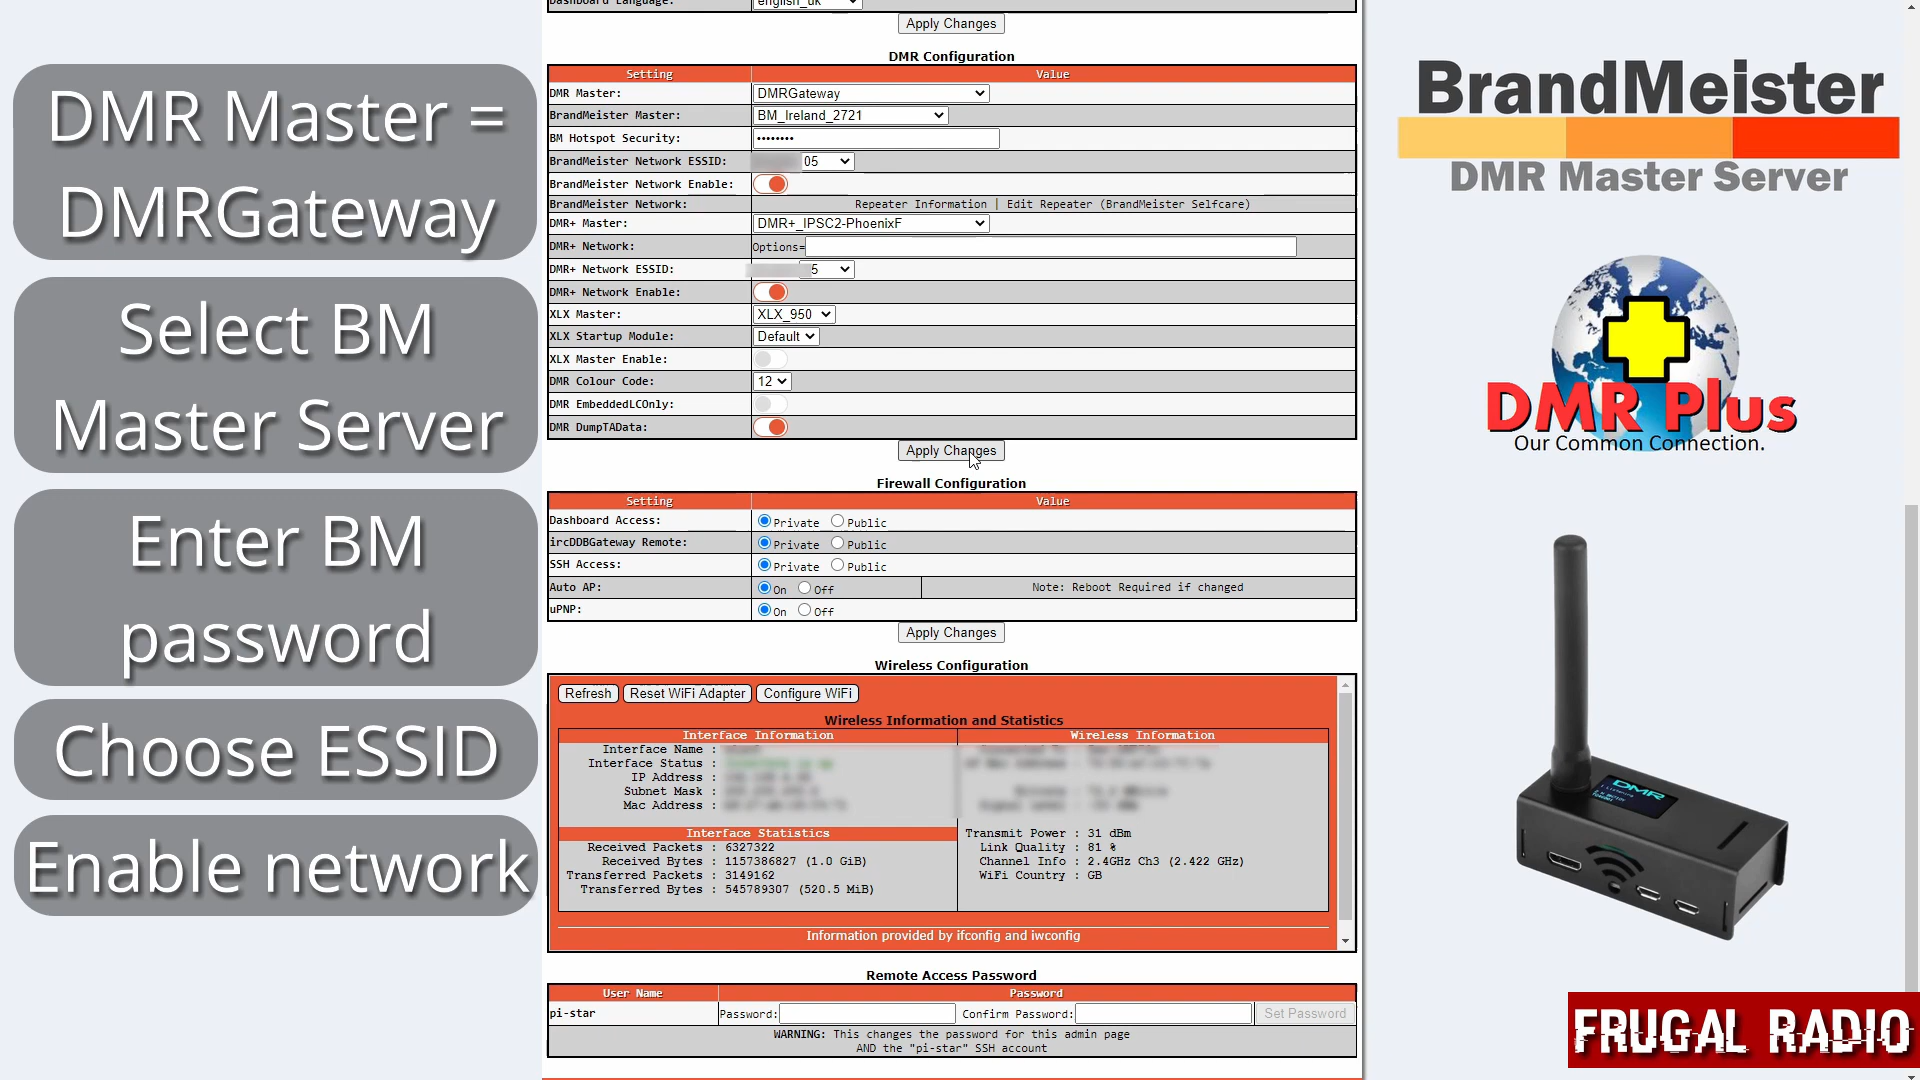 DMR Master =
DMRGateway
Select BM
Master Server
Enter BM
password
Choose ESSID
Enable network
Dashboard Language: english_uk
Apply Changes
DMR Configuration
Setting Value
DMR Master: DMRGateway
BrandMeister Master: BM_Ireland_2721
BM Hotspot Security: ••••••••
BrandMeister Network ESSID: 05
BrandMeister Network Enable:
BrandMeister Network: Repeater Information | Edit Repeater (BrandMeister Selfcare)
DMR+ Master: DMR+_IPSC2-PhoenixF
DMR+ Network: Options=
DMR+ Network ESSID: 5
DMR+ Network Enable:
XLX Master: XLX_950
XLX Startup Module: Default
XLX Master Enable:
DMR Colour Code: 12
DMR EmbeddedLCOnly:
DMR DumpTAData:
Apply Changes
Firewall Configuration
Setting Value
Dashboard Access: Private Public
ircDDBGateway Remote: Private Public
SSH Access: Private Public
Auto AP: On Off Note: Reboot Required if changed
uPNP: On Off
Apply Changes
Wireless Configuration
Refresh Reset WiFi Adapter Configure WiFi
Wireless Information and Statistics
Interface Information
Interface Name :
Interface Status :
IP Address :
Subnet Mask :
Mac Address :
Interface Statistics
Received Packets : 6327322
Received Bytes : 1157386827 (1.0 GiB)
Transferred Packets : 3149162
Transferred Bytes : 545789307 (520.5 MiB)
Wireless Information
Transmit Power : 31 dBm
Link Quality : 81 %
Channel Info : 2.4GHz Ch3 (2.422 GHz)
WiFi Country : GB
Information provided by ifconfig and iwconfig
Remote Access Password
User Name Password
pi-star Password: Confirm Password: Set Password
WARNING: This changes the password for this admin page
AND the "pi-star" SSH account
BrandMeister
DMR Master Server
DMR Plus
Our Common Connection.
DMR
FRUGAL RADIO